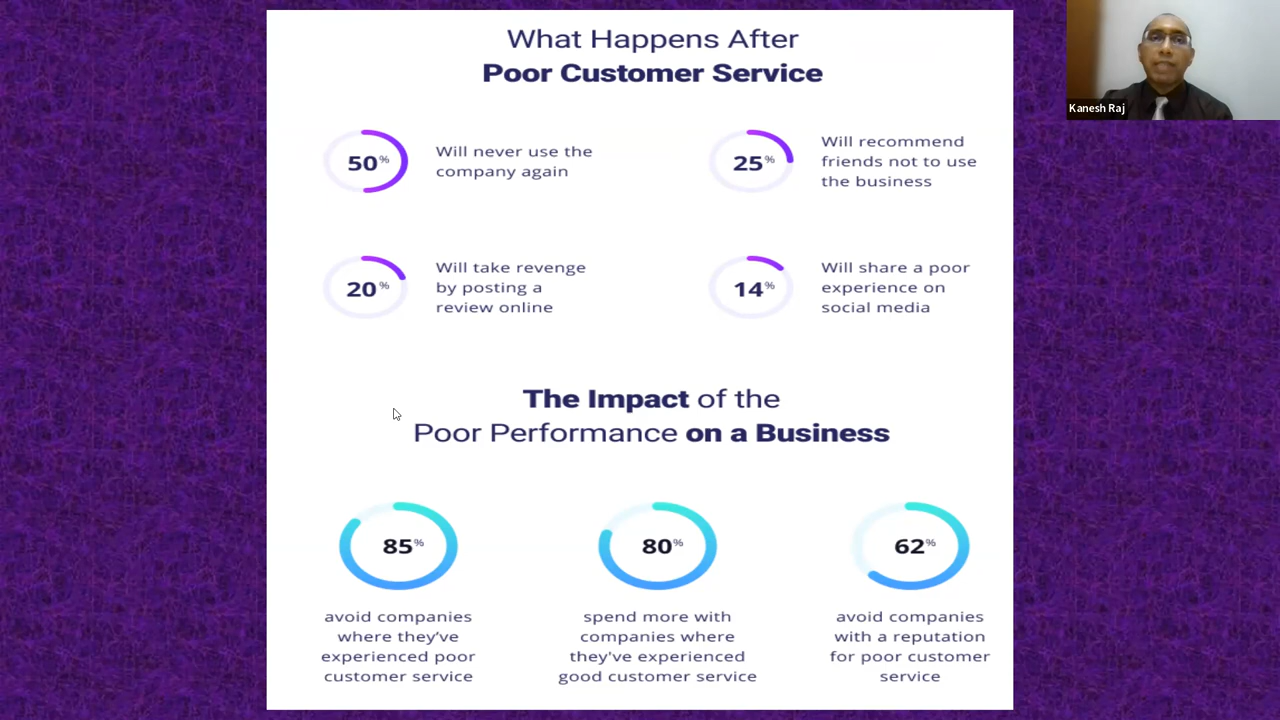 What Happens After
Poor Customer Service
50%
Will never use the
company again
25%
Will recommend
friends not to use
the business
20%
Will take revenge
by posting a
review online
14%
Will share a poor
experience on
social media
The Impact of the
Poor Performance on a Business
85%
avoid companies
where they've
experienced poor
customer service
80%
spend more with
companies where
they've experienced
good customer service
62%
avoid companies
with a reputation
for poor customer
service
Kanesh Raj